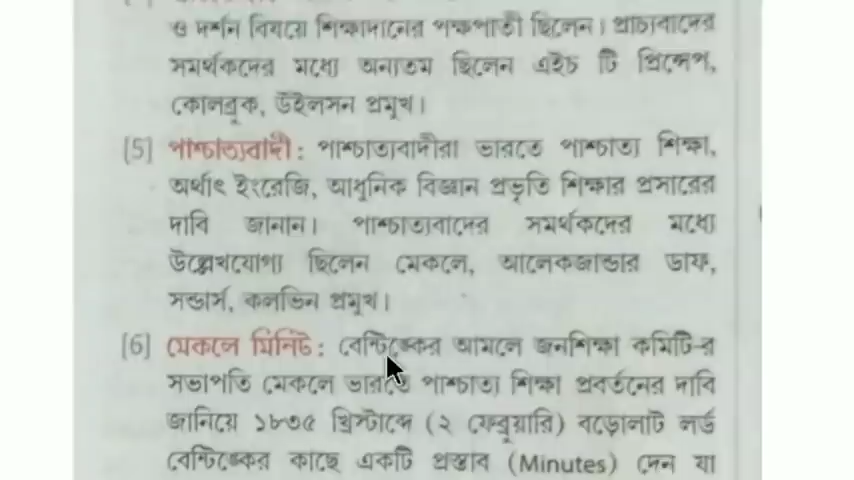 ও দর্শন বিষয়ে শিক্ষাদানের পক্ষপাতী ছিলেন। প্রাচ্যবাদের
সমর্থকদের মধ্যে অন্যতম ছিলেন এইচ টি প্রিন্সেপ,
কোলব্রুক, উইলসন প্রমুখ।
[5] পাশ্চাত্যবাদী : পাশ্চাত্যবাদীরা ভারতে পাশ্চাত্য শিক্ষা,
অর্থাৎ ইংরেজি, আধুনিক বিজ্ঞান প্রভৃতি শিক্ষার প্রসারের
দাবি জানান। পাশ্চাত্যবাদের সমর্থকদের মধ্যে
উল্লেখযোগ্য ছিলেন মেকলে, আলেকজান্ডার ডাফ,
সন্ডার্স, কলভিন প্রমুখ।
[6] মেকলে মিনিট : বেন্টিঙ্কের আমলে জনশিক্ষা কমিটি-র
সভাপতি মেকলে ভারতে পাশ্চাত্য শিক্ষা প্রবর্তনের দাবি
জানিয়ে ১৮৩৫ খ্রিস্টাব্দে (২ ফেব্রুয়ারি) বড়োলাট লর্ড
বেন্টিঙ্কের কাছে একটি প্রস্তাব (Minutes) দেন যা